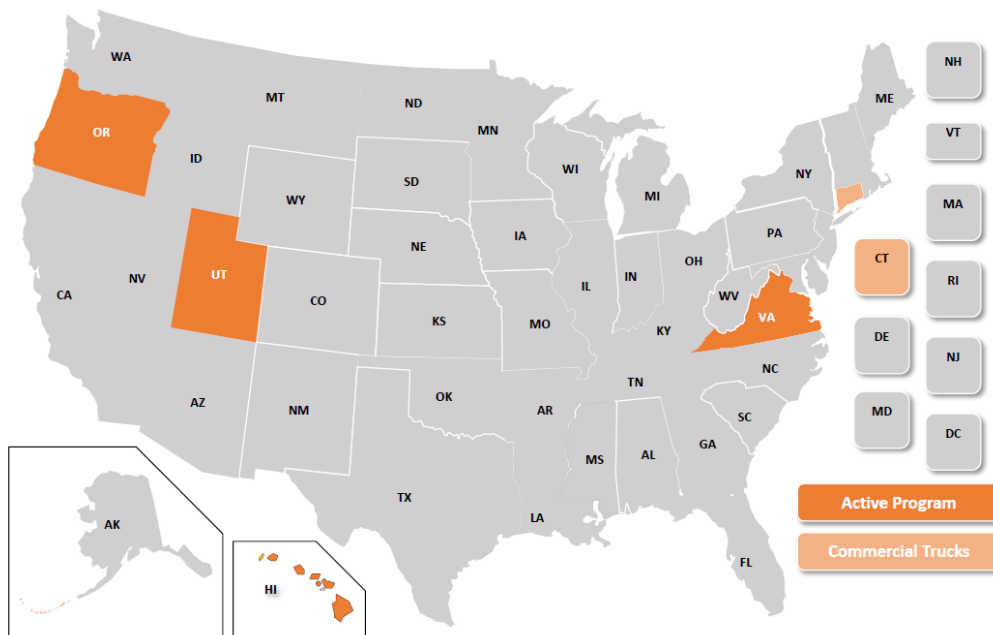 WA
NH
MT
ND
ME
MN
OR
VT
ID
WI
NY
SD
MI
WY
MA
PA
IA
NE
CT
OH
UT
IN
RI
NV
IL
WV
CA
CO
VA
KS
MO
KY
DE
NJ
NC
TN
AZ
OK
NM
AR
MD
SC
DC
GA
MS
AL
TX
Active Program
LA
AK
Commercial Trucks
FL
HI